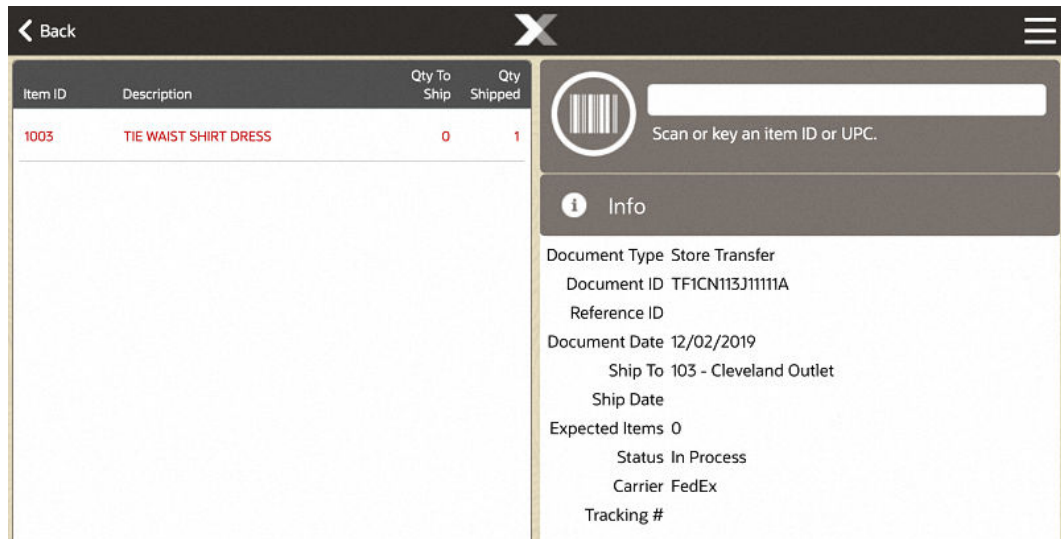 Back
Item ID Description Qty To Ship Qty Shipped
1003 TIE WAIST SHIRT DRESS 0 1
Scan or key an item ID or UPC.
Info
Document Type Store Transfer
Document ID TF1CN113J11111A
Reference ID
Document Date 12/02/2019
Ship To 103 - Cleveland Outlet
Ship Date
Expected Items 0
Status In Process
Carrier FedEx
Tracking #